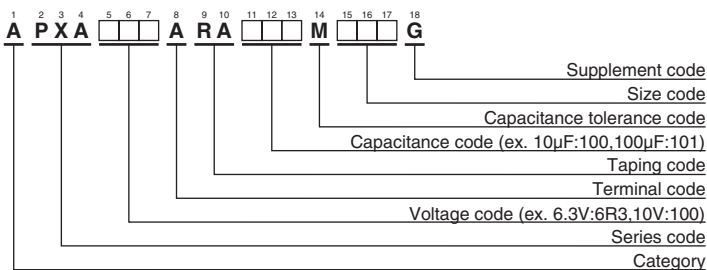 1 2 3 4 5 6 7 8 9 10 11 12 13 14 15 16 17 18
A P X A A R A M G
Supplement code
Size code
Capacitance tolerance code
Capacitance code (ex. 10µF:100,100µF:101)
Taping code
Terminal code
Voltage code (ex. 6.3V:6R3,10V:100)
Series code
Category